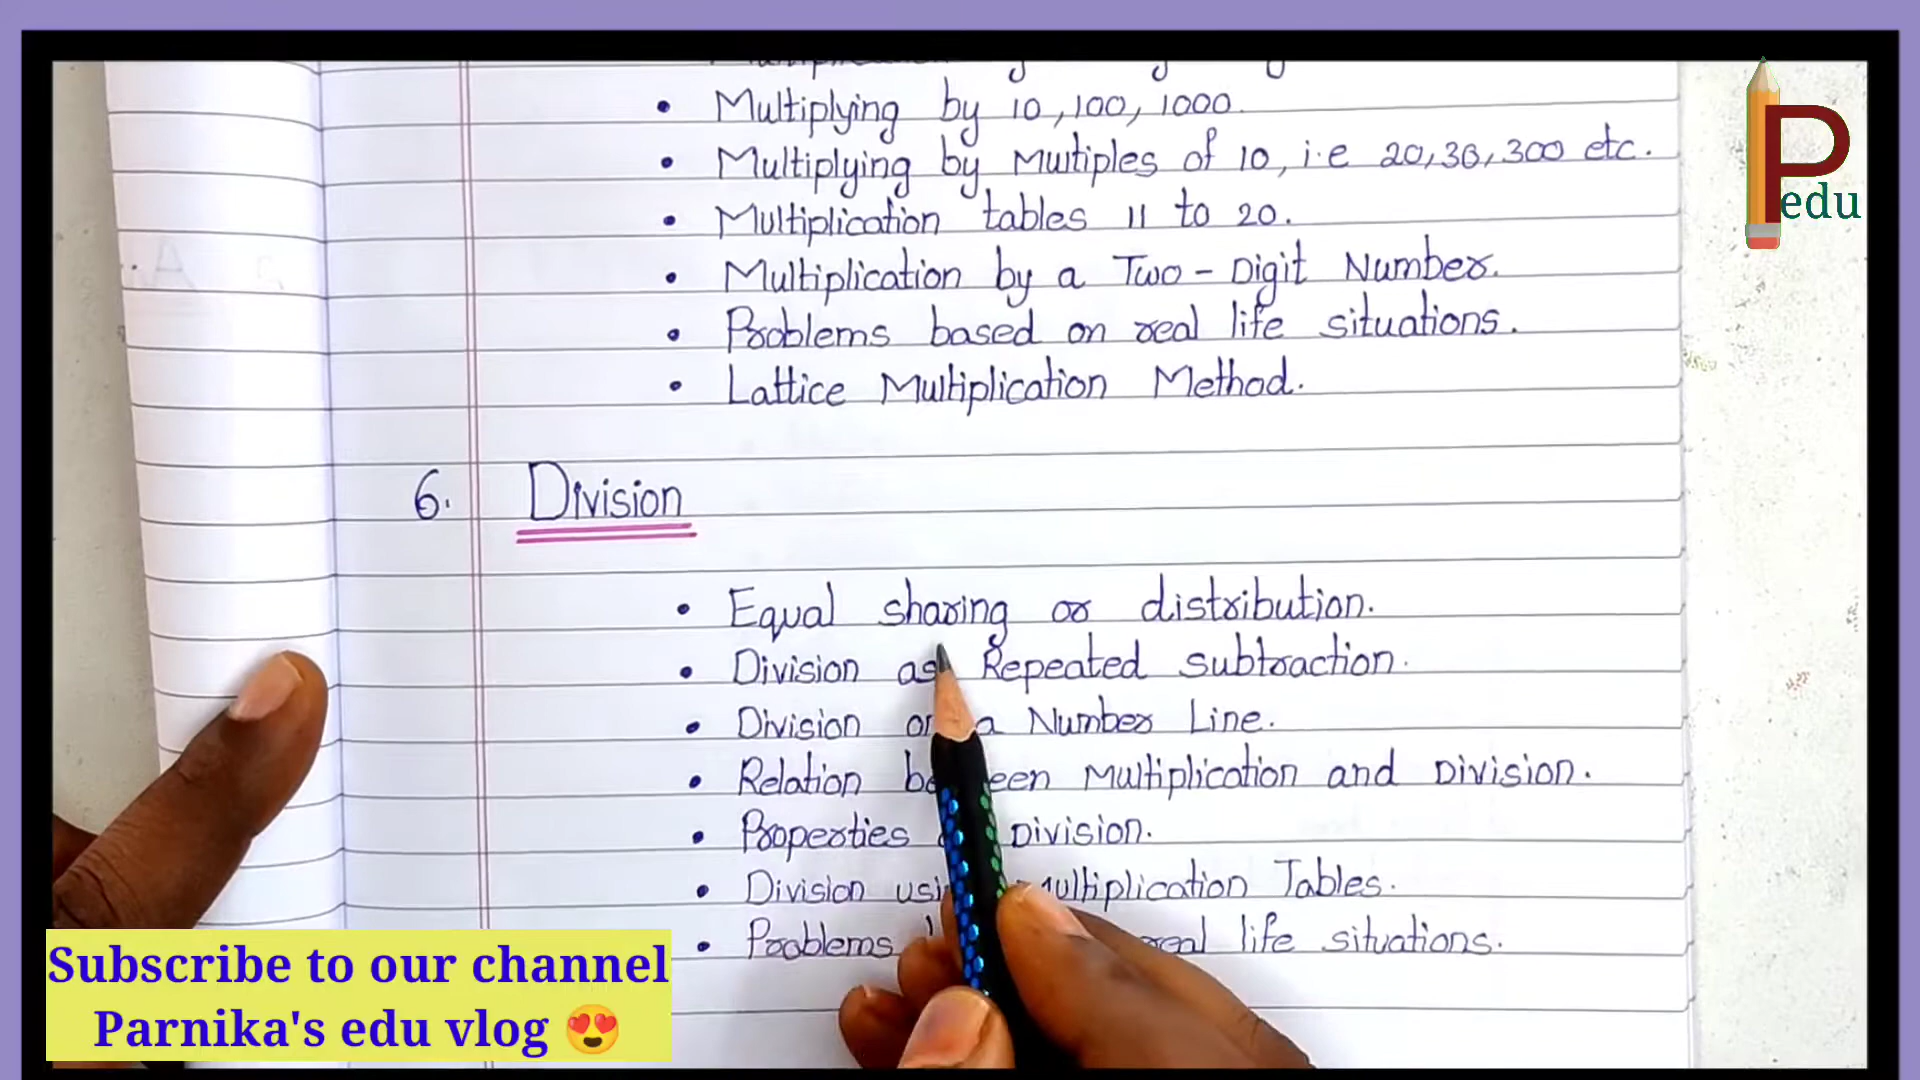 • Multiplying by 10, 100, 1000.
• Multiplying by Multiples of 10, i.e 20, 30, 300 etc.
• Multiplication tables 11 to 20.
• Multiplication by a Two - Digit Number.
• Problems based on real life situations.
• Lattice Multiplication Method.
6. Division
• Equal sharing or distribution.
• Division as Repeated subtraction.
• Division on a Number Line.
• Relation between Multiplication and Division.
• Properties Division.
• Division using Multiplication Tables.
• Problems real life situations.
P
edu
Subscribe to our channel
Parnika's edu vlog 😍